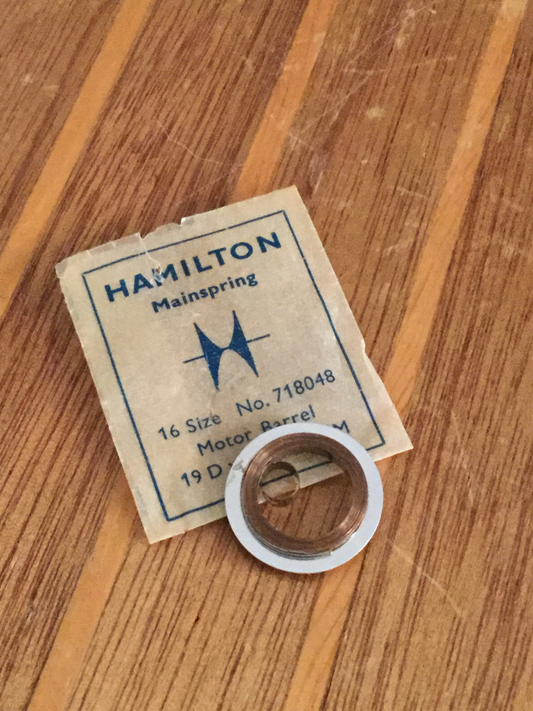 HAMILTON
Mainspring
16 Size No. 718048
Motor Barrel
19 D M